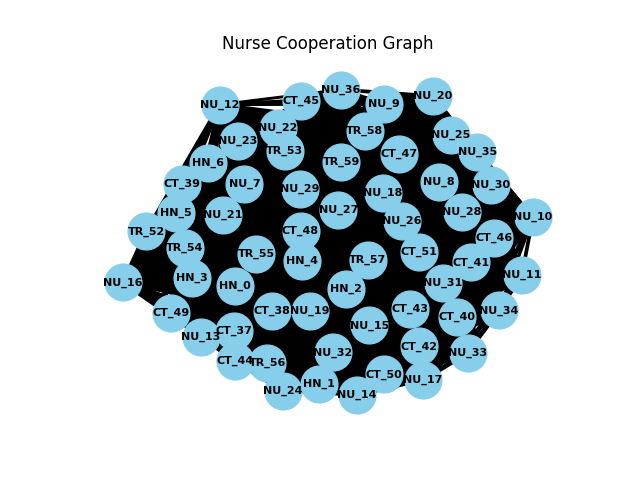 Nurse Cooperation Graph
NU_36
NU_20
NU_12
CT_45
NU_9
NU_22
TR_58
NU_25
NU_23
TR_53
CT_47
NU_35
HN_6
TR_59
CT_39
NU_7
NU_29
NU_18
NU_8
NU_30
HN_5
NU_21
NU_27
NU_26
NU_28
NU_10
TR_52
CT_48
CT_46
TR_54
TR_55
HN_4
TR_57
CT_51
CT_41
NU_11
NU_16
HN_3
HN_0
HN_2
NU_31
CT_49
CT_38
NU_19
CT_43
CT_40
NU_34
NU_13
CT_37
NU_15
CT_44
TR_56
NU_32
CT_42
NU_33
NU_24
HN_1
NU_14
CT_50
NU_17